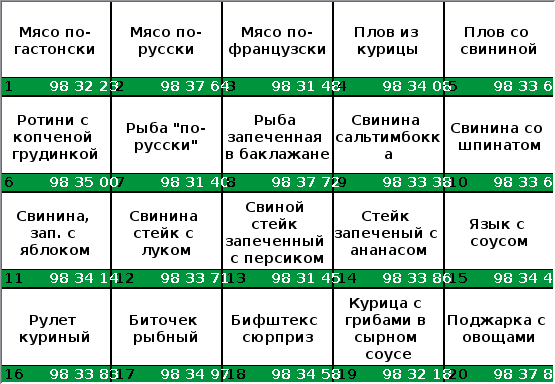 Мясо по-
гастонски
Мясо по-
русски
Мясо по-
французски
Плов из
курицы
Плов со
свининой
1 98 32 23
2 98 37 64
3 98 31 48
4 98 34 08
5 98 33 6
Ротини с
копченой
грудинкой
Рыба "по-
русски"
Рыба
запеченная
в баклажане
Свинина
сальтимбокк
а
Свинина со
шпинатом
6 98 35 00
7 98 31 40
8 98 37 72
9 98 33 38
10 98 33 6
Свинина,
зап. с
яблоком
Свинина
стейк с
луком
Свиной
стейк
запеченный
с персиком
Стейк
запеченый с
ананасом
Язык с
соусом
11 98 34 14
12 98 33 71
13 98 31 45
14 98 33 86
15 98 34 4
Рулет
куриный
Биточек
рыбный
Бифштекс
сюрприз
Курица с
грибами в
сырном
соусе
Поджарка с
овощами
16 98 33 83
17 98 34 97
18 98 34 58
19 98 32 18
20 98 37 8